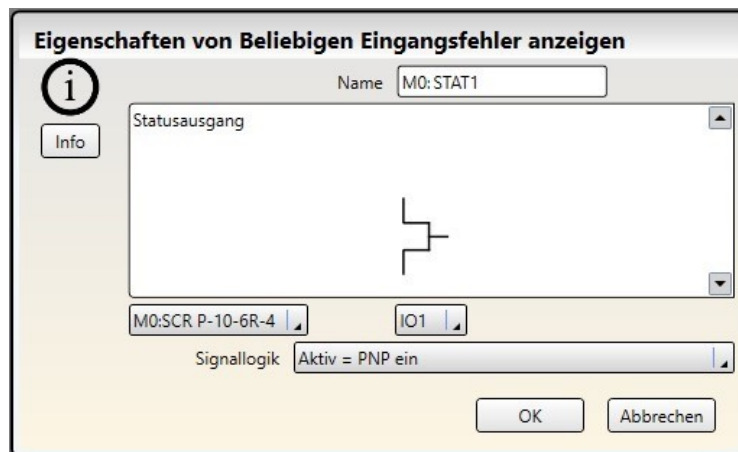 Eigenschaften von Beliebigen Eingangsfehler anzeigen
i
Name M0:STAT1
Info
Statusausgang
M0:SCR P-10-6R-4 IO1
Signallogik Aktiv = PNP ein
OK Abbrechen